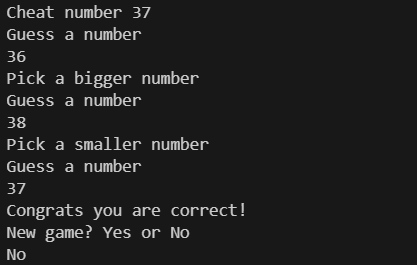 Cheat number 37
Guess a number
36
Pick a bigger number
Guess a number
38
Pick a smaller number
Guess a number
37
Congrats you are correct!
New game? Yes or No
No